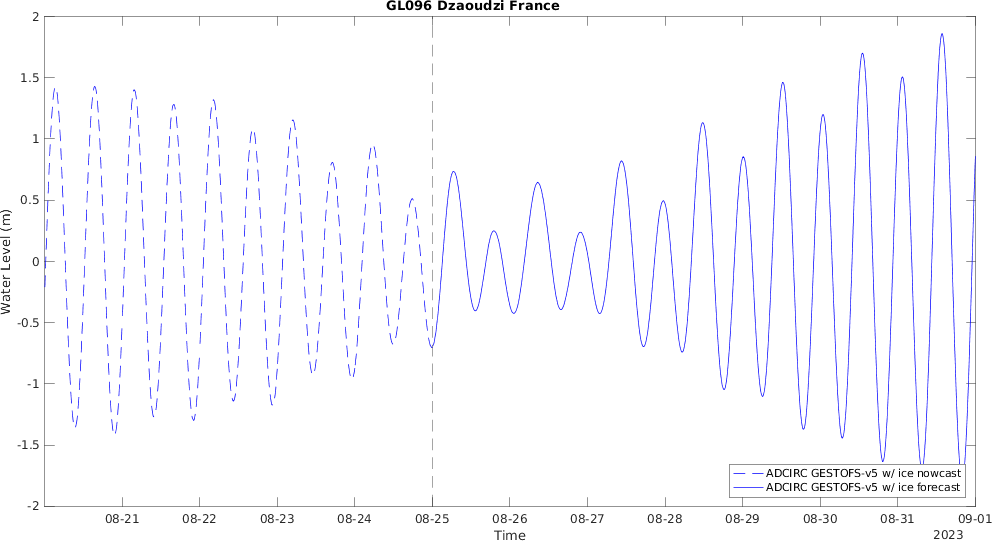 GL096 Dzaoudzi France
2
1.5
1
0.5
0
-0.5
-1
-1.5
-2
Water Level (m)
ADCIRC GESTOFS-v5 w/ ice nowcast
ADCIRC GESTOFS-v5 w/ ice forecast
08-21 08-22 08-23 08-24 08-25 08-26 08-27 08-28 08-29 08-30 08-31 09-01
Time
2023